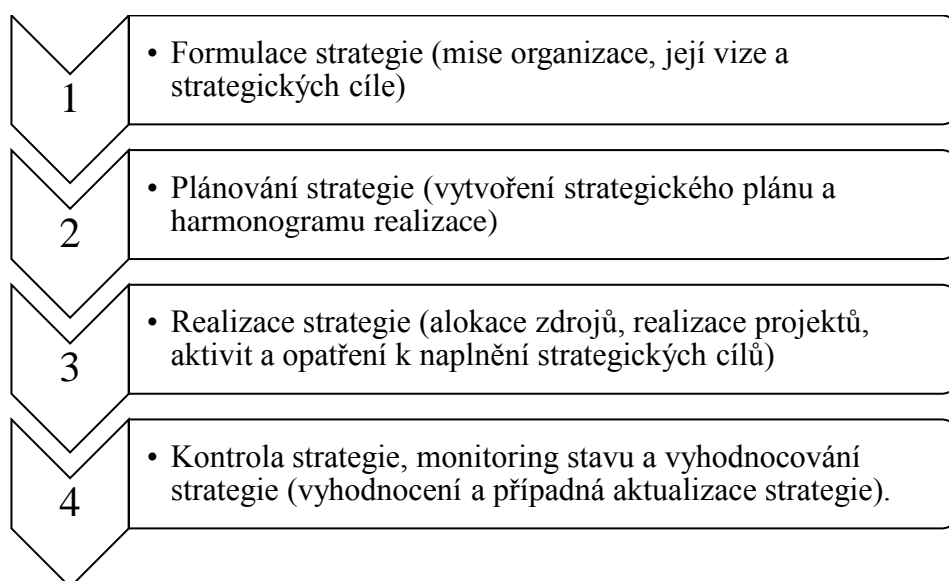 1
• Formulace strategie (mise organizace, její vize a
strategických cíle)
2
• Plánování strategie (vytvoření strategického plánu a
harmonogramu realizace)
3
• Realizace strategie (alokace zdrojů, realizace projektů,
aktivit a opatření k naplnění strategických cílů)
4
• Kontrola strategie, monitoring stavu a vyhodnocování
strategie (vyhodnocení a případná aktualizace strategie).